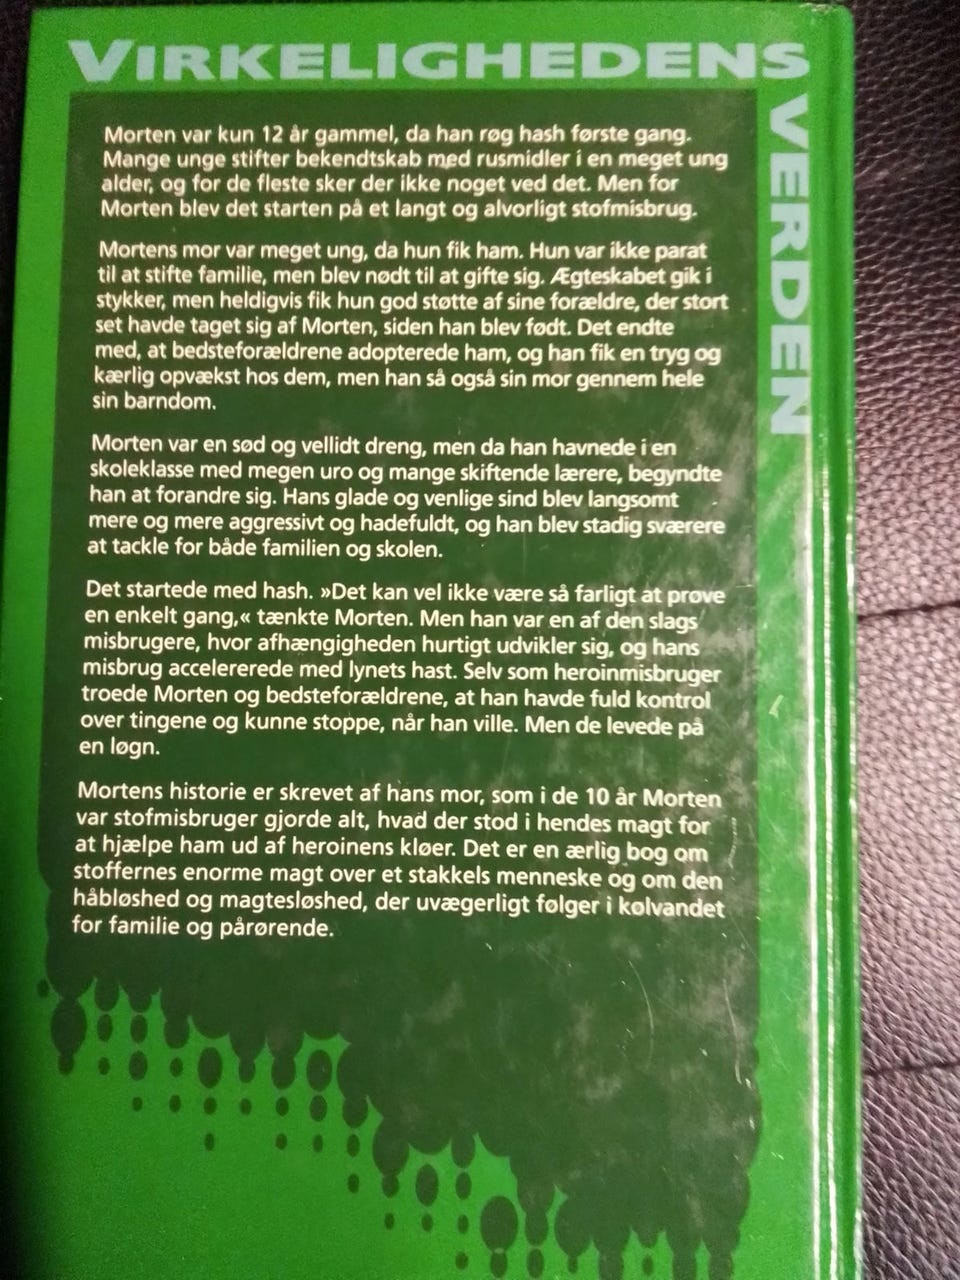 VIRKELIGHEDENS
VERDEN
Morten var kun 12 år gammel, da han røg hash første gang.
Mange unge stifter bekendtskab med rusmidler i en meget ung
alder, og for de fleste sker der ikke noget ved det. Men for
Morten blev det starten på et langt og alvorligt stofmisbrug.
Mortens mor var meget ung, da hun fik ham. Hun var ikke parat
til at stifte familie, men blev nødt til at gifte sig. Ægteskabet gik i
stykker, men heldigvis fik hun god støtte af sine forældre, der stort
set havde taget sig af Morten, siden han blev født. Det endte
med, at bedsteforældrene adopterede ham, og han fik en tryg og
kærlig opvækst hos dem, men han så også sin mor gennem hele
sin barndom.
Morten var en sød og vellidt dreng, men da han havnede i en
skoleklasse med megen uro og mange skiftende lærere, begyndte
han at forandre sig. Hans glade og venlige sind blev langsomt
mere og mere aggressivt og hadefuldt, og han blev stadig sværere
at tackle for både familien og skolen.
Det startede med hash. »Det kan vel ikke være så farligt at prøve
en enkelt gang,« tænkte Morten. Men han var en af den slags
misbrugere, hvor afhængigheden hurtigt udvikler sig, og hans
misbrug accelererede med lynets hast. Selv som heroinmisbruger
troede Morten og bedsteforældrene, at han havde fuld kontrol
over tingene og kunne stoppe, når han ville. Men de levede på
en løgn.
Mortens historie er skrevet af hans mor, som i de 10 år Morten
var stofmisbruger gjorde alt, hvad der stod i hendes magt for
at hjælpe ham ud af heroinens kløer. Det er en ærlig bog om
stoffernes enorme magt over et stakkels menneske og om den
håbløshed og magtesløshed, der uvægerligt følger i kølvandet
for familie og pårørende.